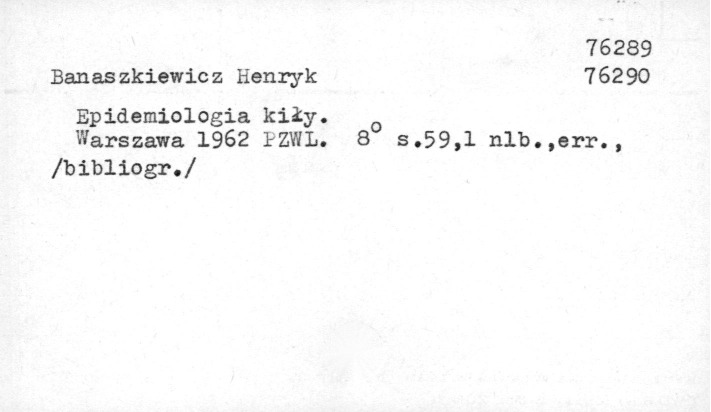 76289
Banaszkiewicz Henryk 76290
Epidemiologia kiły.
Warszawa 1962 PZWL. 8° s.59,1 nlb.,err.,
/bibliogr./